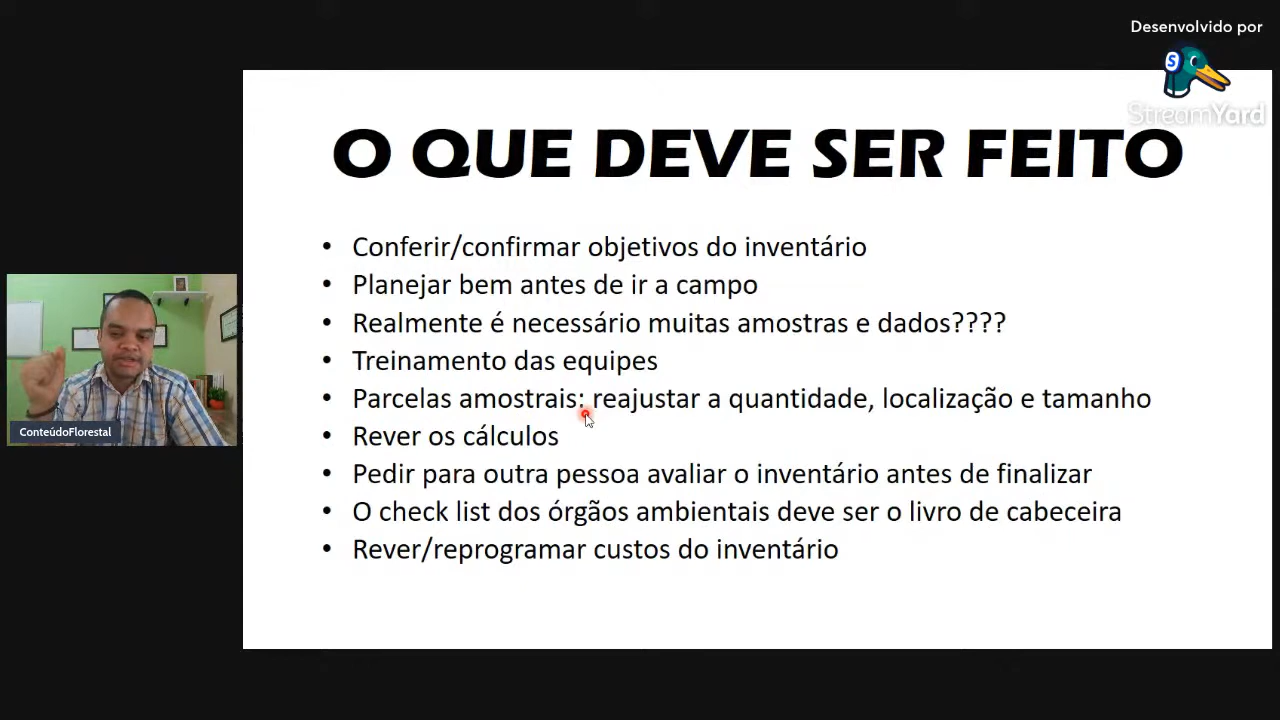 Desenvolvido por
StreamYard
O QUE DEVE SER FEITO
• Conferir/confirmar objetivos do inventário
• Planejar bem antes de ir a campo
• Realmente é necessário muitas amostras e dados????
• Treinamento das equipes
• Parcelas amostrais: reajustar a quantidade, localização e tamanho
• Rever os cálculos
• Pedir para outra pessoa avaliar o inventário antes de finalizar
• O check list dos órgãos ambientais deve ser o livro de cabeceira
• Rever/reprogramar custos do inventário
ConteúdoFlorestal